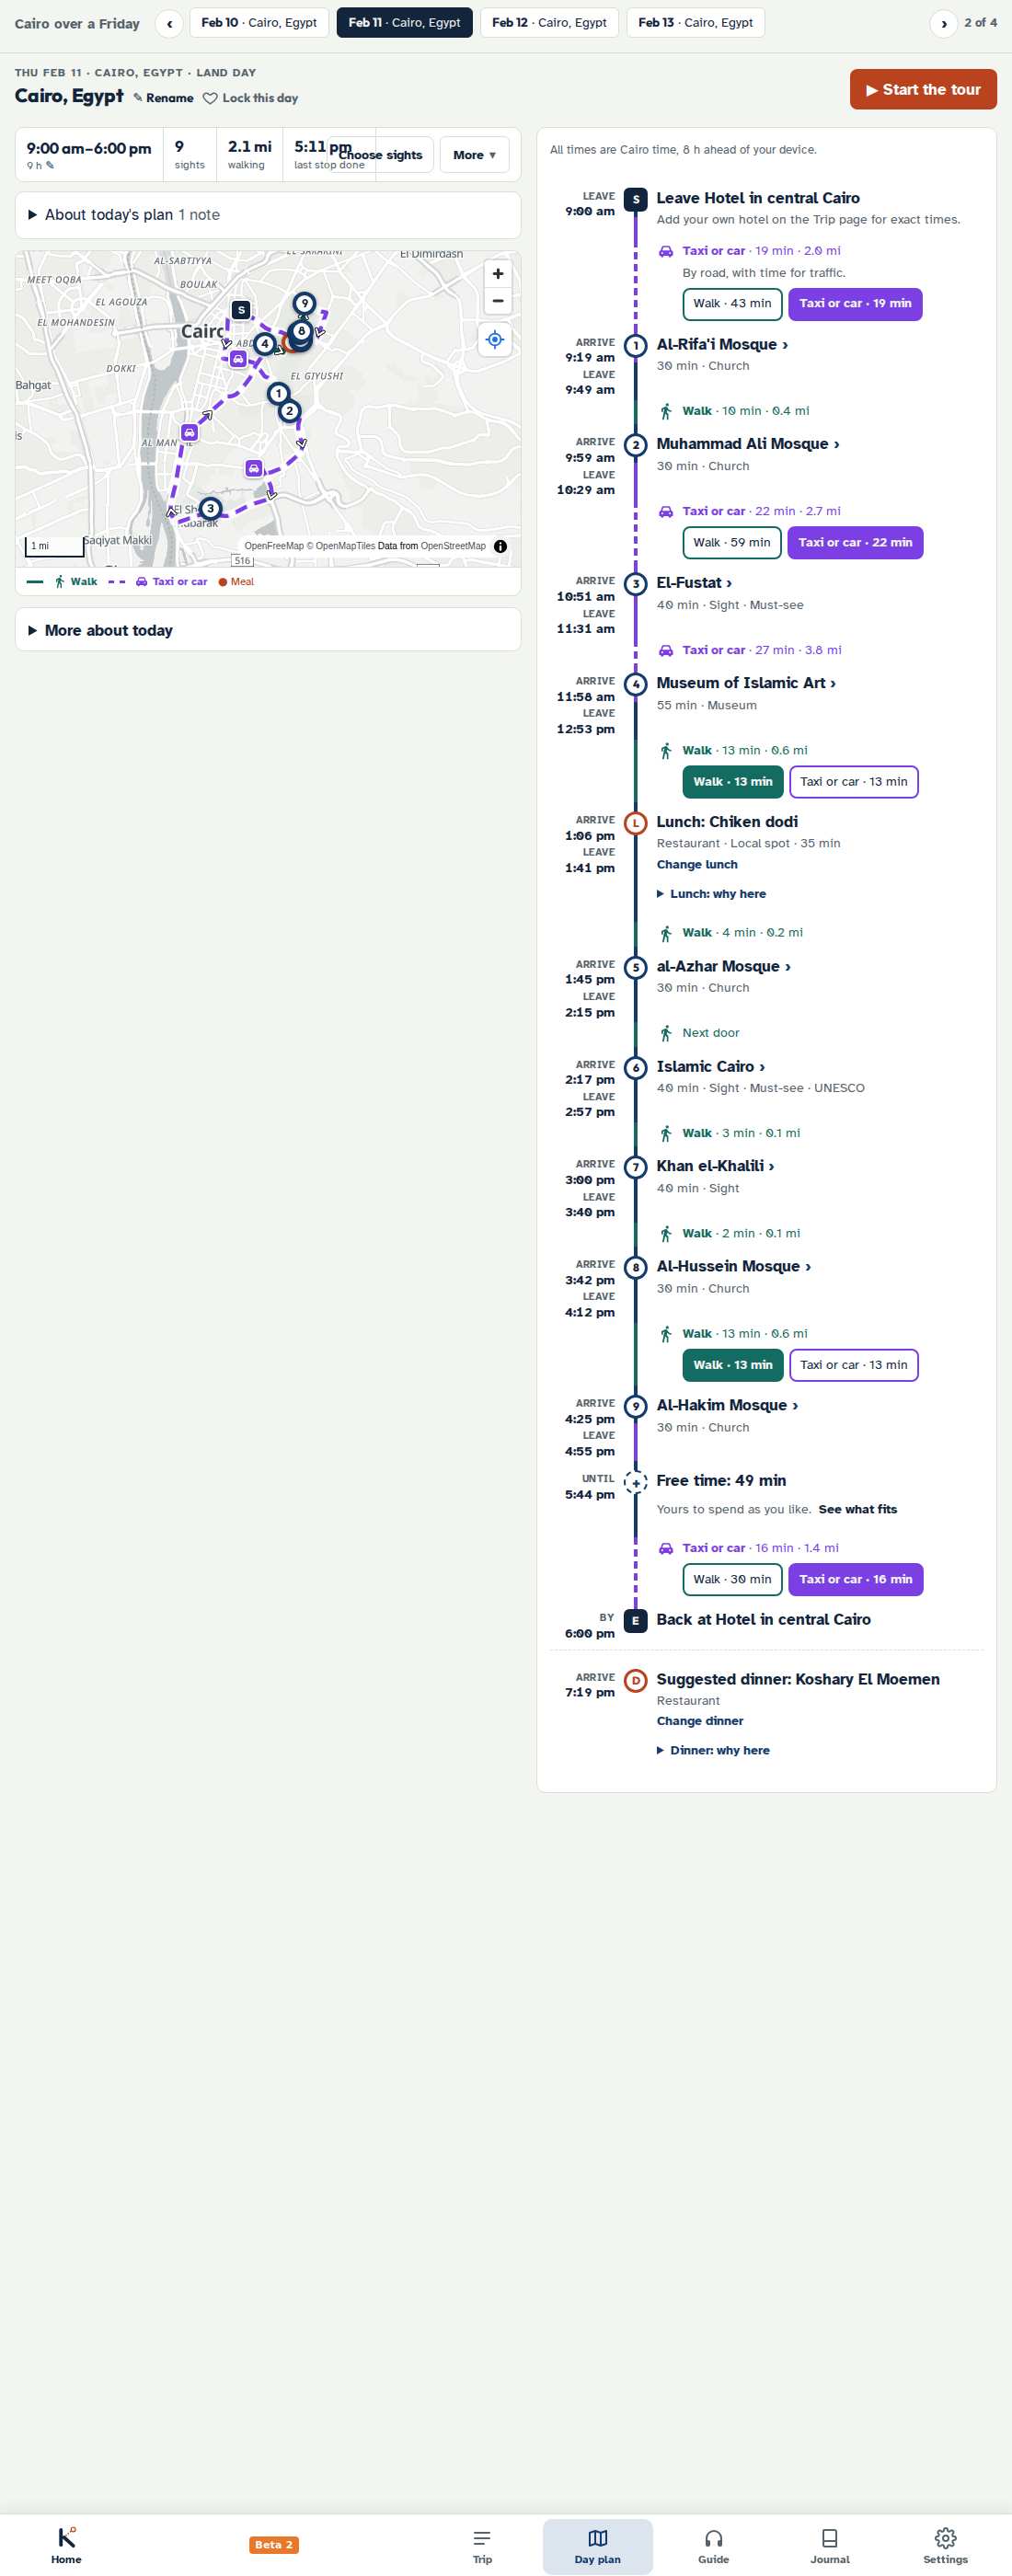 Cairo over a Friday
‹
Feb 10 · Cairo, Egypt
Feb 11 · Cairo, Egypt
Feb 12 · Cairo, Egypt
Feb 13 · Cairo, Egypt
›
2 of 4
THU FEB 11 · CAIRO, EGYPT · LAND DAY
Cairo, Egypt
✎ Rename
Lock this day
▶ Start the tour
9:00 am–6:00 pm
9 h ✎
9
sights
2.1 mi
walking
5:11 pm
last stop done
Choose sights
More ▼
▶ About today's plan 1 note
AL-SABTIYYA
El Dimirdash
MEET OQBA
BOULAK
EL AGOUZA
EL MOHANDESIN
S
9
8
Cairo
4
DOKKI
EL GIYUSHI
Bahgat
1
2
3
Saqiyat Makki
516
+
−
1 mi
OpenFreeMap © OpenMapTiles Data from OpenStreetMap
Walk
Taxi or car
Meal
▶ More about today
All times are Cairo time, 8 h ahead of your device.
LEAVE
9:00 am
S
Leave Hotel in central Cairo
Add your own hotel on the Trip page for exact times.
Taxi or car · 19 min · 2.0 mi
By road, with time for traffic.
Walk · 43 min
Taxi or car · 19 min
ARRIVE
9:19 am
LEAVE
9:49 am
1
Al-Rifa'i Mosque ›
30 min · Church
Walk · 10 min · 0.4 mi
ARRIVE
9:59 am
LEAVE
10:29 am
2
Muhammad Ali Mosque ›
30 min · Church
Taxi or car · 22 min · 2.7 mi
Walk · 59 min
Taxi or car · 22 min
ARRIVE
10:51 am
LEAVE
11:31 am
3
El-Fustat ›
40 min · Sight · Must-see
Taxi or car · 27 min · 3.8 mi
ARRIVE
11:58 am
LEAVE
12:53 pm
4
Museum of Islamic Art ›
55 min · Museum
Walk · 13 min · 0.6 mi
Walk · 13 min
Taxi or car · 13 min
ARRIVE
1:06 pm
LEAVE
1:41 pm
L
Lunch: Chiken dodi
Restaurant · Local spot · 35 min
Change lunch
▶ Lunch: why here
Walk · 4 min · 0.2 mi
ARRIVE
1:45 pm
LEAVE
2:15 pm
5
al-Azhar Mosque ›
30 min · Church
Next door
ARRIVE
2:17 pm
LEAVE
2:57 pm
6
Islamic Cairo ›
40 min · Sight · Must-see · UNESCO
Walk · 3 min · 0.1 mi
ARRIVE
3:00 pm
LEAVE
3:40 pm
7
Khan el-Khalili ›
40 min · Sight
Walk · 2 min · 0.1 mi
ARRIVE
3:42 pm
LEAVE
4:12 pm
8
Al-Hussein Mosque ›
30 min · Church
Walk · 13 min · 0.6 mi
Walk · 13 min
Taxi or car · 13 min
ARRIVE
4:25 pm
LEAVE
4:55 pm
9
Al-Hakim Mosque ›
30 min · Church
UNTIL
5:44 pm
+
Free time: 49 min
Yours to spend as you like. See what fits
Taxi or car · 16 min · 1.4 mi
Walk · 30 min
Taxi or car · 16 min
BY
6:00 pm
E
Back at Hotel in central Cairo
ARRIVE
7:19 pm
D
Suggested dinner: Koshary El Moemen
Restaurant
Change dinner
▶ Dinner: why here
Home
Beta 2
Trip
Day plan
Guide
Journal
Settings